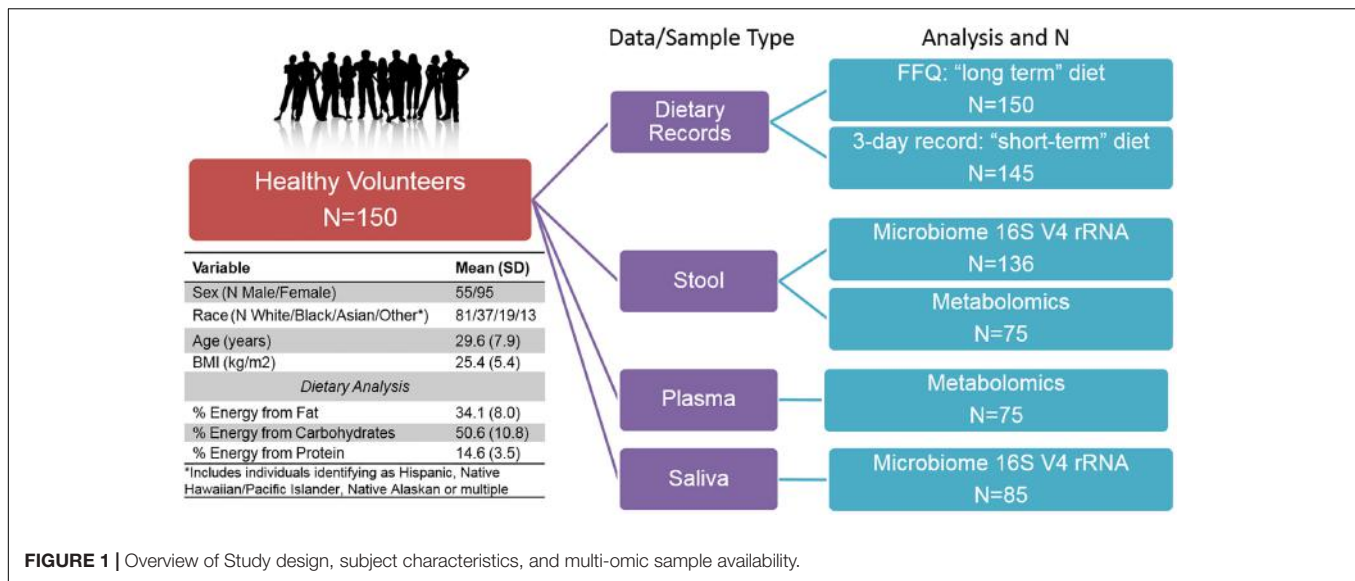 Data/Sample Type
Analysis and N
Healthy Volunteers
N=150
Variable Mean (SD)
Sex (N Male/Female) 55/95
Race (N White/Black/Asian/Other*) 81/37/19/13
Age (years) 29.6 (7.9)
BMI (kg/m2) 25.4 (5.4)
Dietary Analysis
% Energy from Fat 34.1 (8.0)
% Energy from Carbohydrates 50.6 (10.8)
% Energy from Protein 14.6 (3.5)
*Includes individuals identifying as Hispanic, Native
Hawaiian/Pacific Islander, Native Alaskan or multiple
Dietary
Records
FFQ: “long term” diet
N=150
3-day record: “short-term” diet
N=145
Stool
Microbiome 16S V4 rRNA
N=136
Metabolomics
N=75
Plasma
Metabolomics
N=75
Saliva
Microbiome 16S V4 rRNA
N=85
FIGURE 1 | Overview of Study design, subject characteristics, and multi-omic sample availability.